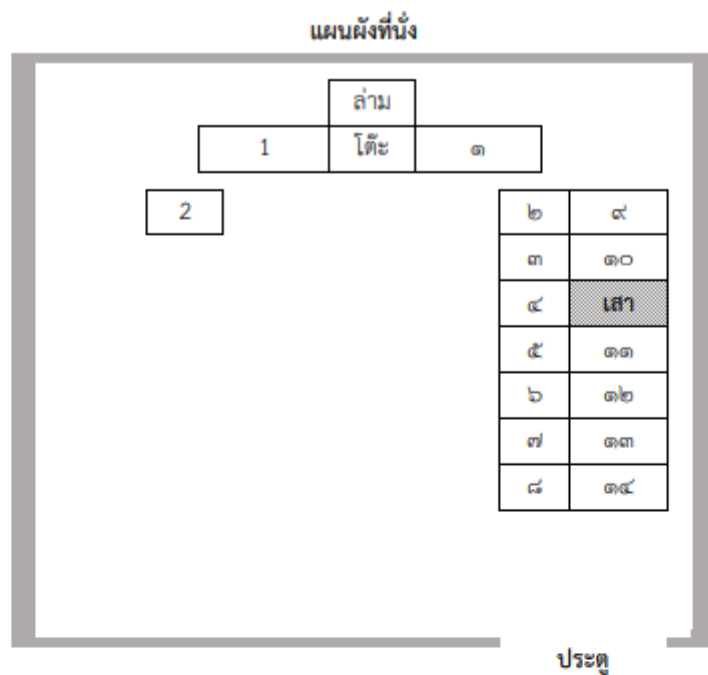 แผนผังที่นั่ง
ล่าม
1 โต๊ะ ๑
2 ๒ ๙
๓ ๑๐
๔ เสา
๕ ๑๑
๖ ๑๒
๗ ๑๓
๘ ๑๔
ประตู